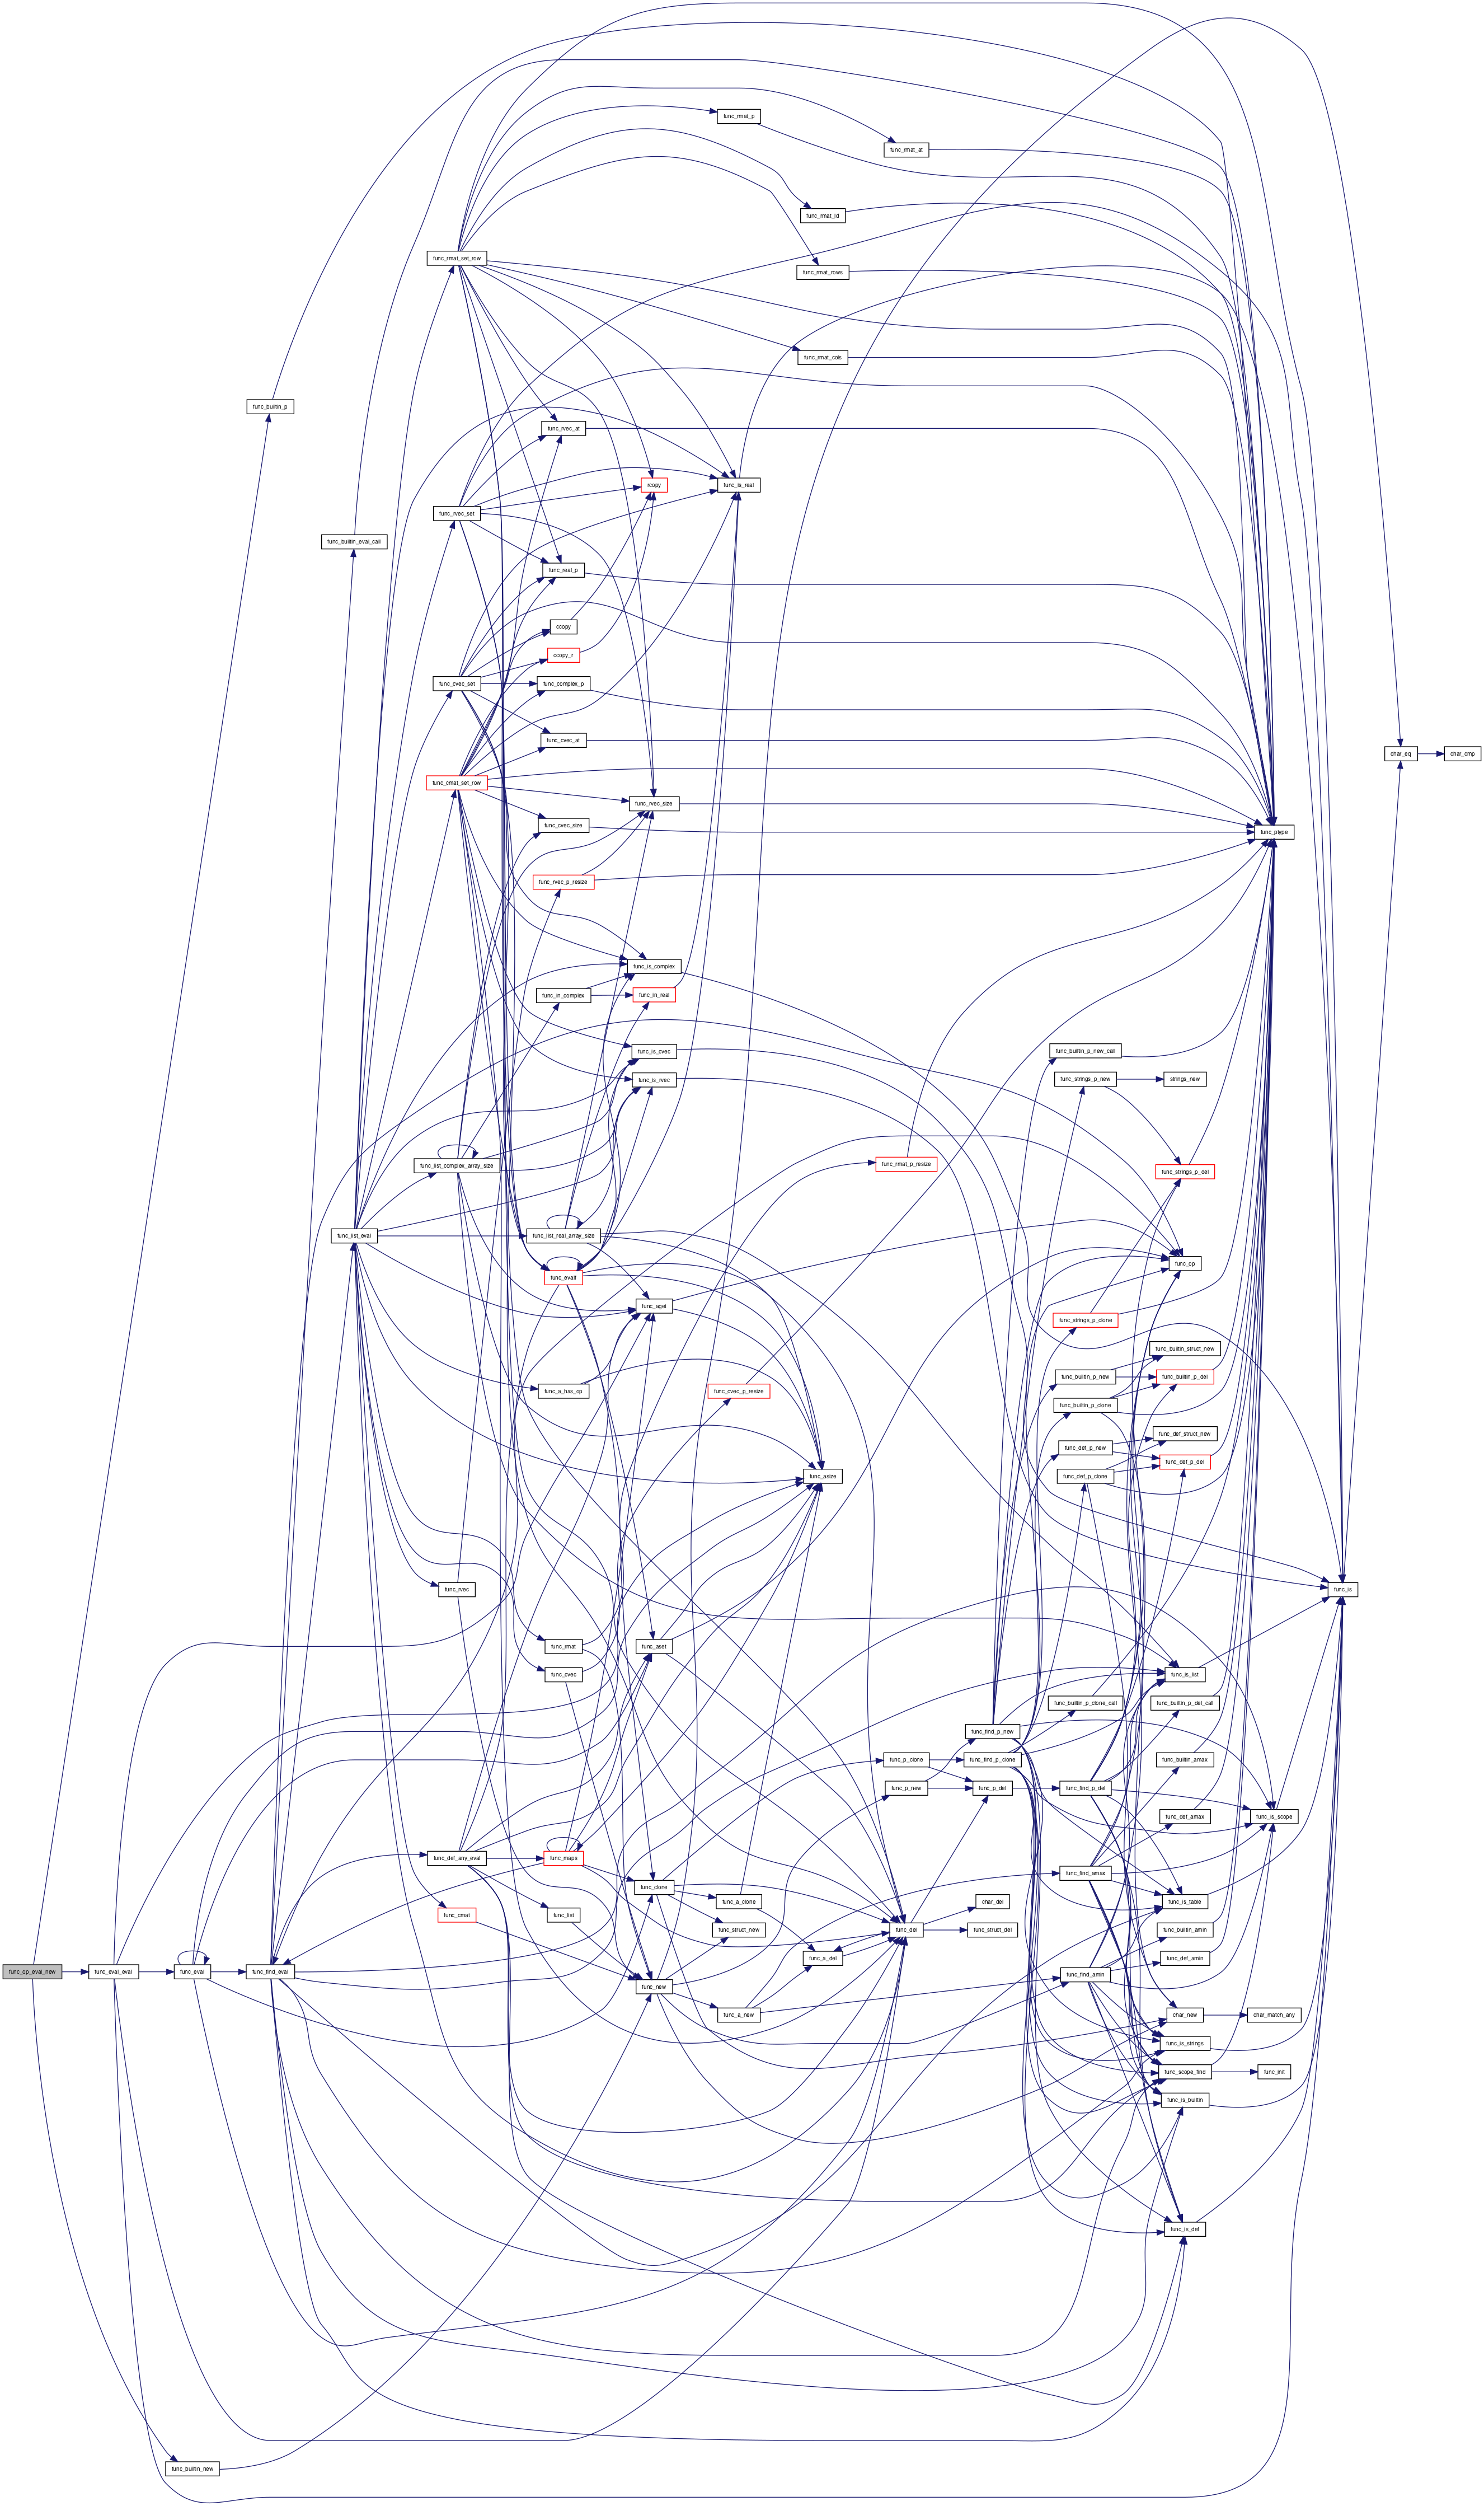 func_rmat_p
func_rmat_at
func_rmat_id
func_rmat_set_row
func_rmat_rows
func_rmat_cols
func_builtin_p
func_rvec_at
rcopy
func_is_real
func_rvec_set
func_builtin_eval_call
func_real_p
ccopy
ccopy_r
func_cvec_set
func_complex_p
func_cvec_at
char_eq
char_cmp
func_cmat_set_row
func_rvec_size
func_cvec_size
func_ptype
func_rvec_p_resize
func_is_complex
func_in_complex
func_in_real
func_is_cvec
func_builtin_p_new_call
func_is_rvec
func_strings_p_new
strings_new
func_list_complex_array_size
func_rmat_p_resize
func_strings_p_del
func_list_eval
func_list_real_array_size
func_op
func_evalf
func_aget
func_strings_p_clone
func_builtin_struct_new
func_builtin_p_new
func_builtin_p_del
func_a_has_op
func_cvec_p_resize
func_builtin_p_clone
func_def_struct_new
func_def_p_new
func_def_p_del
func_asize
func_def_p_clone
func_rvec
func_is
func_rmat
func_aset
func_cvec
func_is_list
func_builtin_p_clone_call
func_builtin_p_del_call
func_find_p_new
func_p_clone
func_find_p_clone
func_builtin_amax
func_p_new
func_p_del
func_find_p_del
func_def_amax
func_is_scope
func_def_any_eval
func_maps
func_clone
func_find_amax
func_a_clone
char_del
func_is_table
func_cmat
func_list
func_struct_new
func_del
func_struct_del
func_builtin_amin
func_a_del
func_def_amin
func_op_eval_new
func_eval_eval
func_eval
func_find_eval
func_new
func_find_amin
func_a_new
char_new
char_match_any
func_is_strings
func_scope_find
func_init
func_is_builtin
func_is_def
func_builtin_new